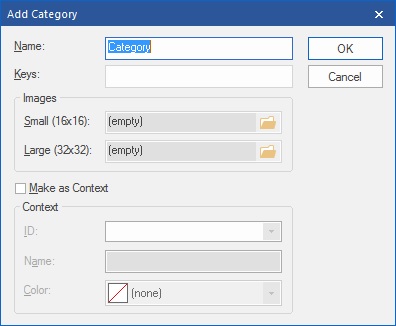 Add Category
Name: Category OK
Keys: Cancel
Images
Small (16x16): (empty)
Large (32x32): (empty)
Make as Context
Context
ID:
Name:
Color: (none)